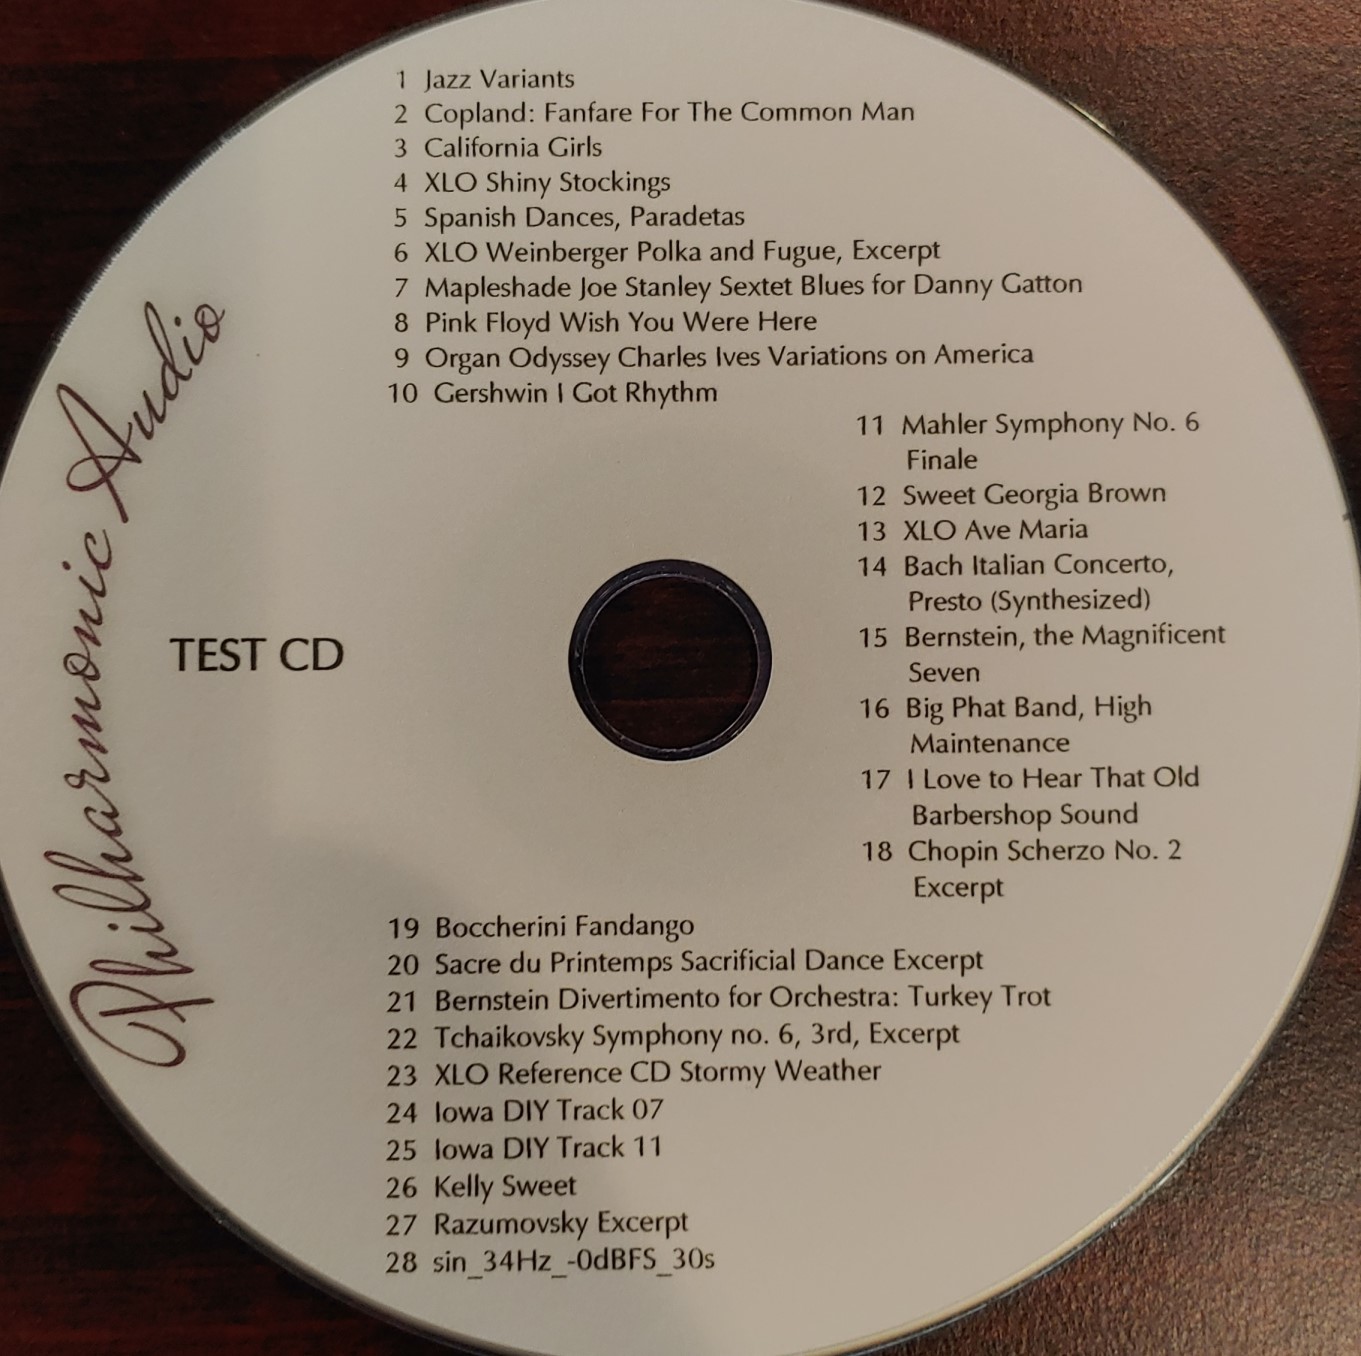 1 Jazz Variants
2 Copland: Fanfare For The Common Man
3 California Girls
4 XLO Shiny Stockings
5 Spanish Dances, Paradetas
6 XLO Weinberger Polka and Fugue, Excerpt
7 Mapleshade Joe Stanley Sextet Blues for Danny Gatton
8 Pink Floyd Wish You Were Here
9 Organ Odyssey Charles Ives Variations on America
10 Gershwin I Got Rhythm
11 Mahler Symphony No. 6
Finale
12 Sweet Georgia Brown
13 XLO Ave Maria
14 Bach Italian Concerto,
Presto (Synthesized)
15 Bernstein, the Magnificent
Seven
16 Big Phat Band, High
Maintenance
17 I Love to Hear That Old
Barbershop Sound
18 Chopin Scherzo No. 2
Excerpt
19 Boccherini Fandango
20 Sacre du Printemps Sacrificial Dance Excerpt
21 Bernstein Divertimento for Orchestra: Turkey Trot
22 Tchaikovsky Symphony no. 6, 3rd, Excerpt
23 XLO Reference CD Stormy Weather
24 Iowa DIY Track 07
25 Iowa DIY Track 11
26 Kelly Sweet
27 Razumovsky Excerpt
28 sin_34Hz_-0dBFS_30s
Philharmonic Audio
TEST CD